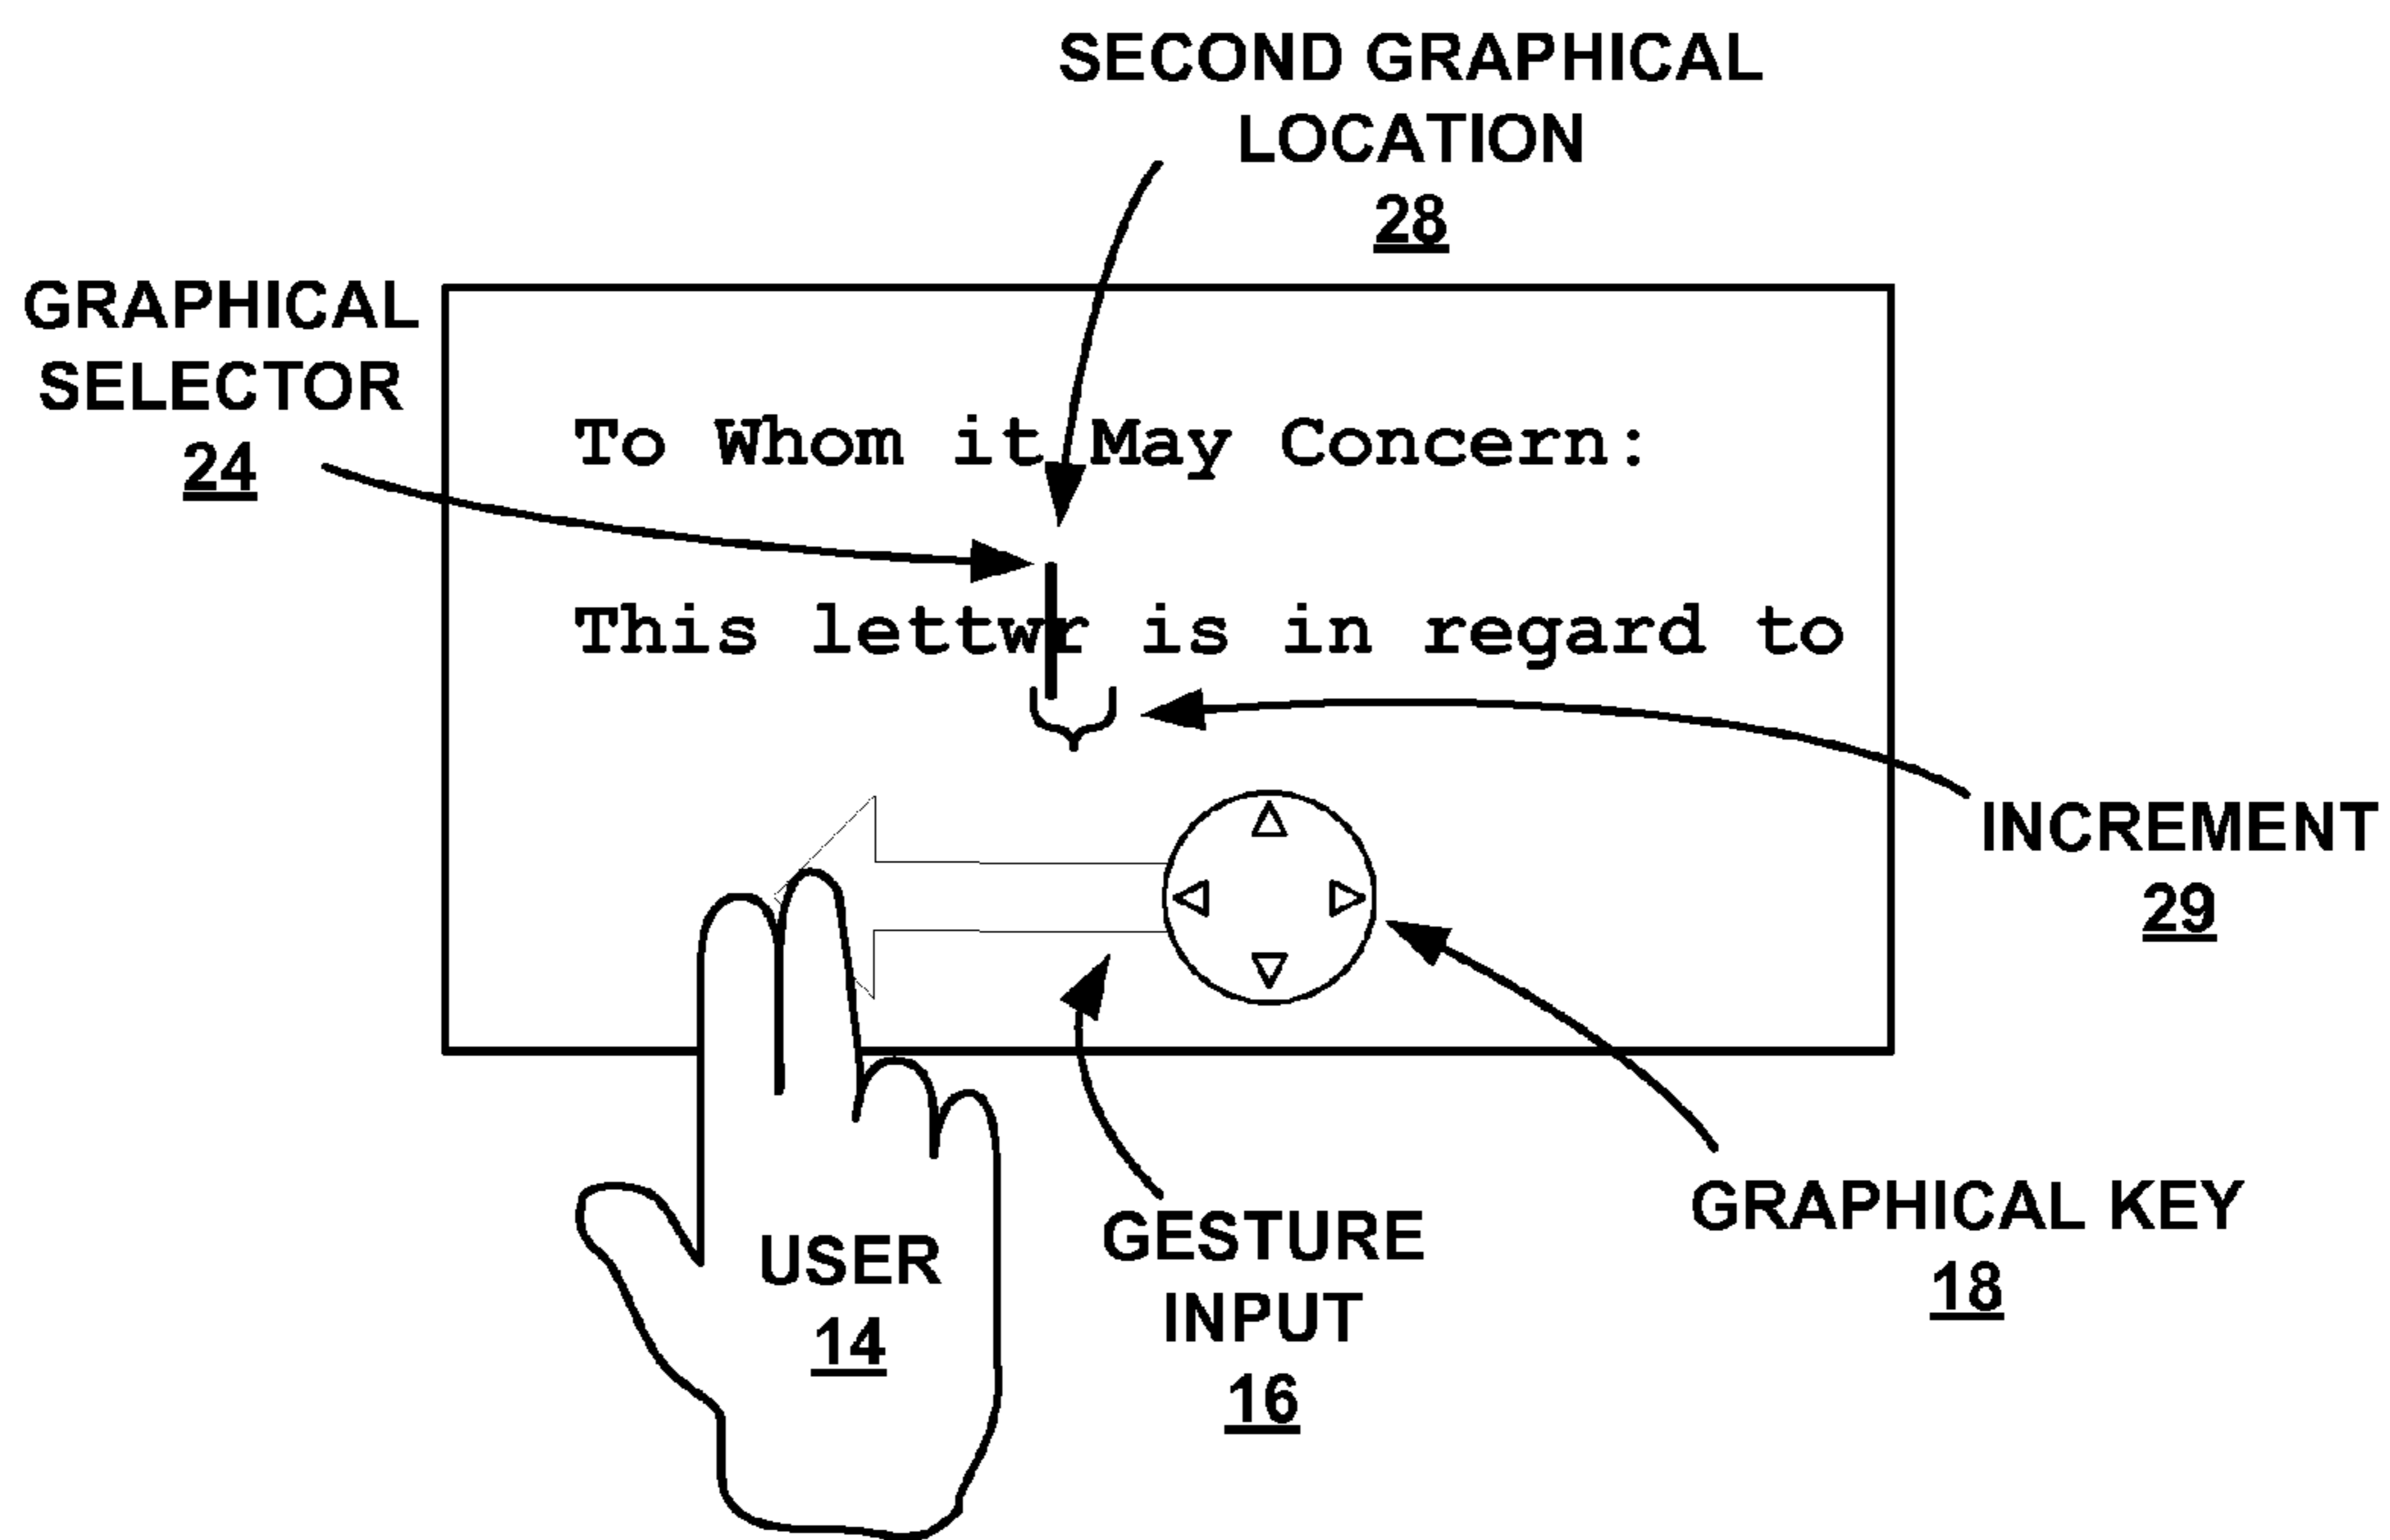 SECOND GRAPHICAL
LOCATION
28
GRAPHICAL
SELECTOR
24
To Whom it May Concern:
This lettwr is in regard to
INCREMENT
29
GRAPHICAL KEY
18
GESTURE
INPUT
16
USER
14